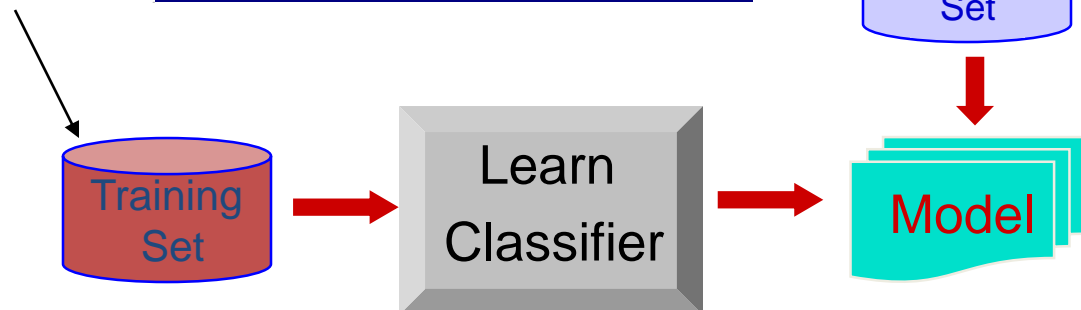 Set
Training
Set
Learn
Classifier
Model